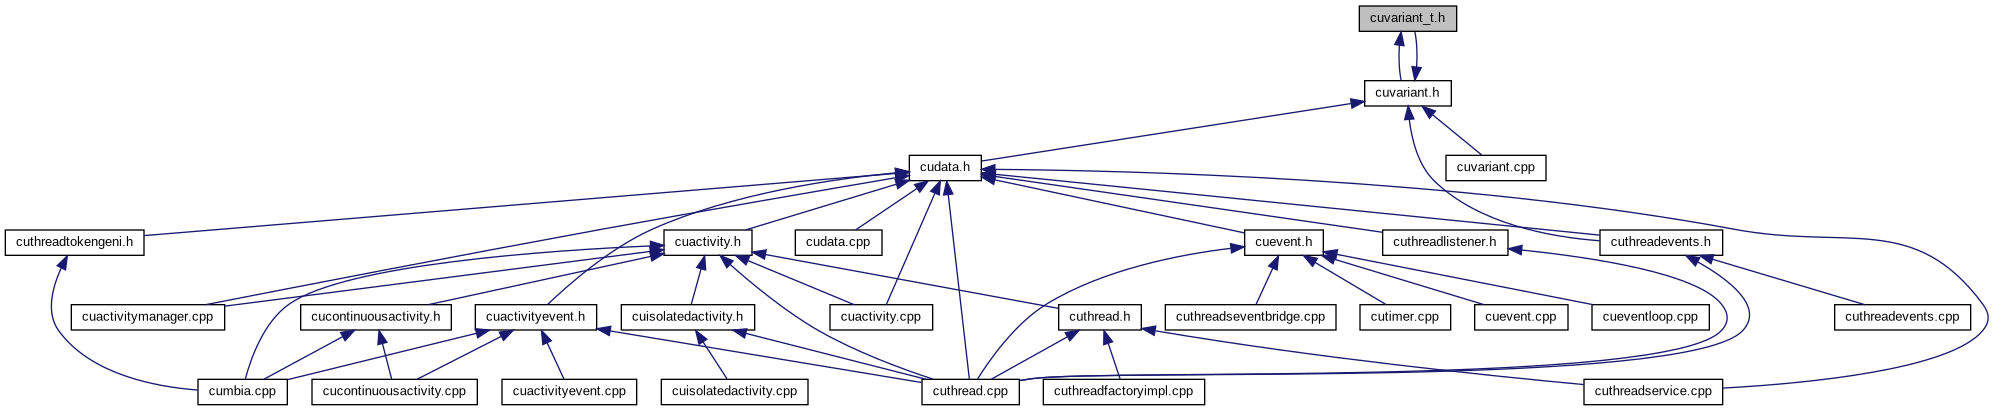 cuvariant_t.h
cuvariant.h
cudata.h
cuvariant.cpp
cuthreadtokengeni.h
cuactivity.h
cudata.cpp
cuevent.h
cuthreadlistener.h
cuthreadevents.h
cuactivitymanager.cpp
cucontinuousactivity.h
cuactivityevent.h
cuisolatedactivity.h
cuactivity.cpp
cuthread.h
cuthreadseventbridge.cpp
cutimer.cpp
cuevent.cpp
cueventloop.cpp
cuthreadevents.cpp
cumbia.cpp
cucontinuousactivity.cpp
cuactivityevent.cpp
cuisolatedactivity.cpp
cuthread.cpp
cuthreadfactoryimpl.cpp
cuthreadservice.cpp